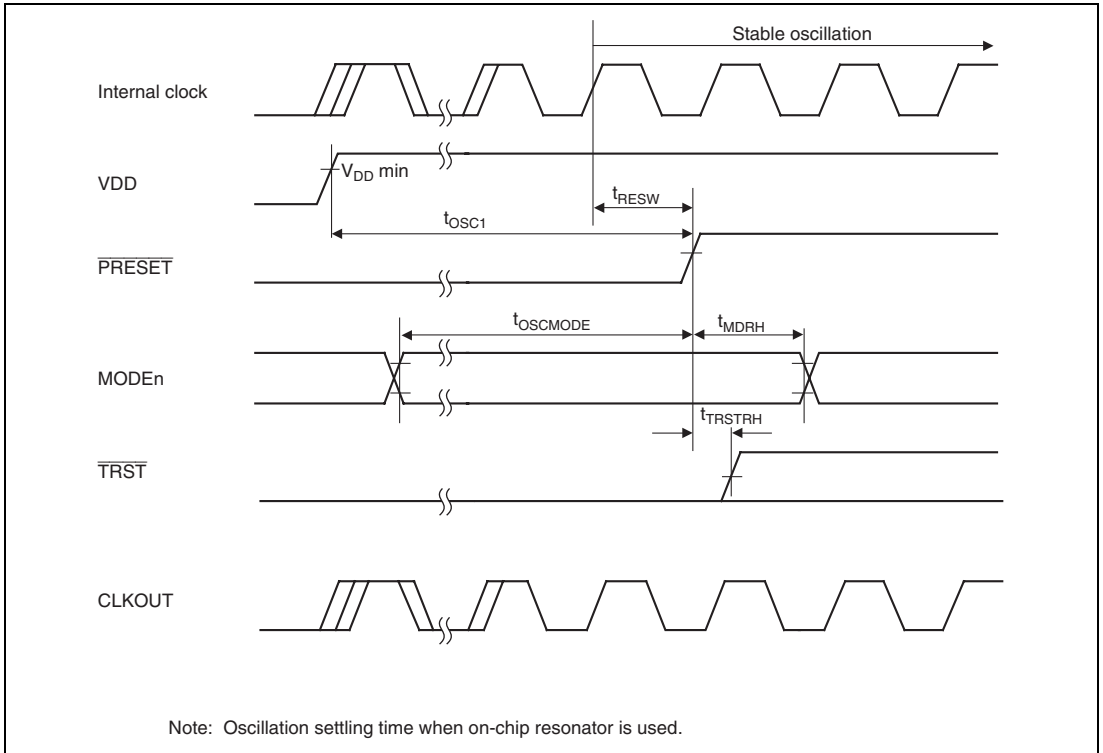 Stable oscillation
Internal clock
VDD
VDD min
tRESW
tOSC1
PRESET
tOSCMODE
tMDRH
MODEn
tTRSTRH
TRST
CLKOUT
Note: Oscillation settling time when on-chip resonator is used.